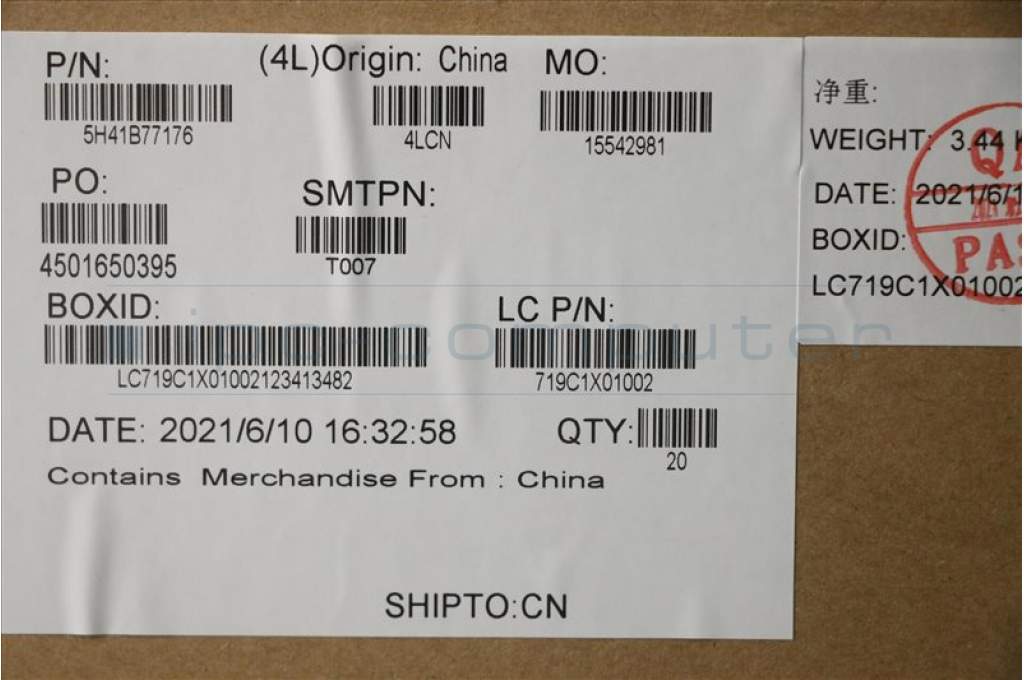 P/N:
5H41B77176
(4L)Origin: China
4LCN
MO:
15542981
PO:
4501650395
SMTPN:
T007
BOXID:
LC719C1X01002123413482
LC P/N:
719C1X01002
DATE: 2021/6/10 16:32:58
QTY:
20
Contains Merchandise From : China
SHIPTO:CN
净重:
WEIGHT: 3.44
DATE: 2021/6/1
BOXID:
LC719C1X01002
ipc-computer